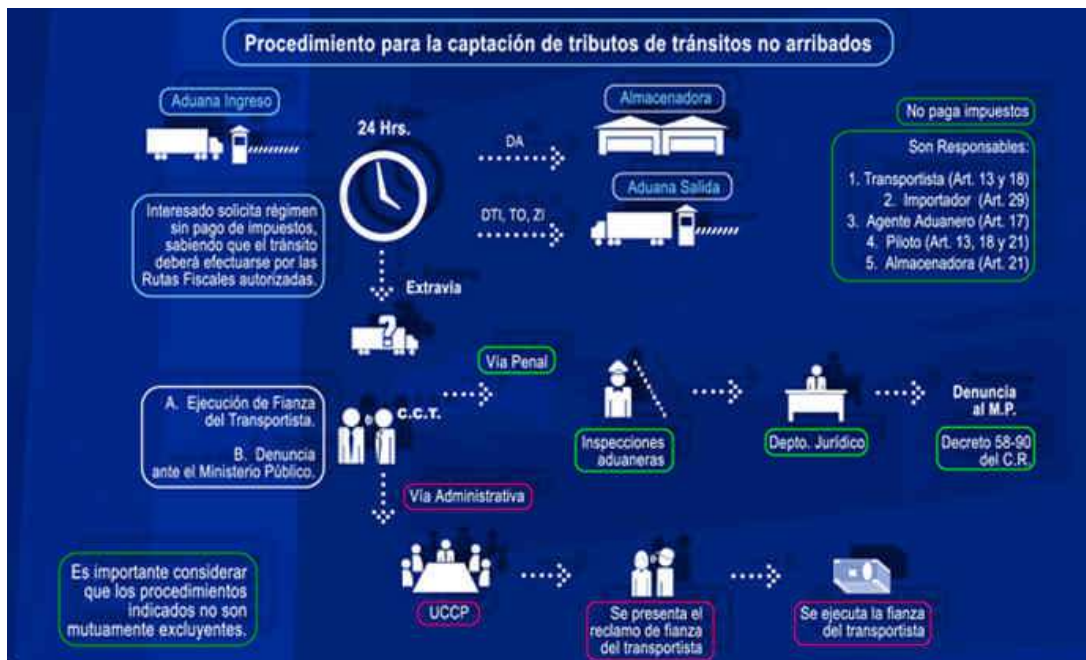 Procedimiento para la captación de tributos de tránsitos no arribados
Aduana Ingreso
24 Hrs.
DA
Almacenadora
No paga impuestos
Interesado solicita régimen
sin pago de impuestos,
sabiendo que el tránsito
deberá efectuarse por las
Rutas Fiscales autorizadas.
DTI, TO, ZI
Aduana Salida
Son Responsables:
1. Transportista (Art. 13 y 18)
2. Importador (Art. 29)
3. Agente Aduanero (Art. 17)
4. Piloto (Art. 13, 18 y 21)
5. Almacenadora (Art. 21)
Extravia
?
A. Ejecución de Fianza
del Transportista.
B. Denuncia
ante el Ministerio Público.
C.C.T.
Vía Penal
Inspecciones
aduaneras
Depto. Jurídico
Denuncia
al M.P.
Decreto 58-90
del C.R.
Vía Administrativa
UCCP
Se presenta el
reclamo de fianza
del transportista
Se ejecuta la fianza
del transportista
Es importante considerar
que los procedimientos
indicados no son
mutuamente excluyentes.